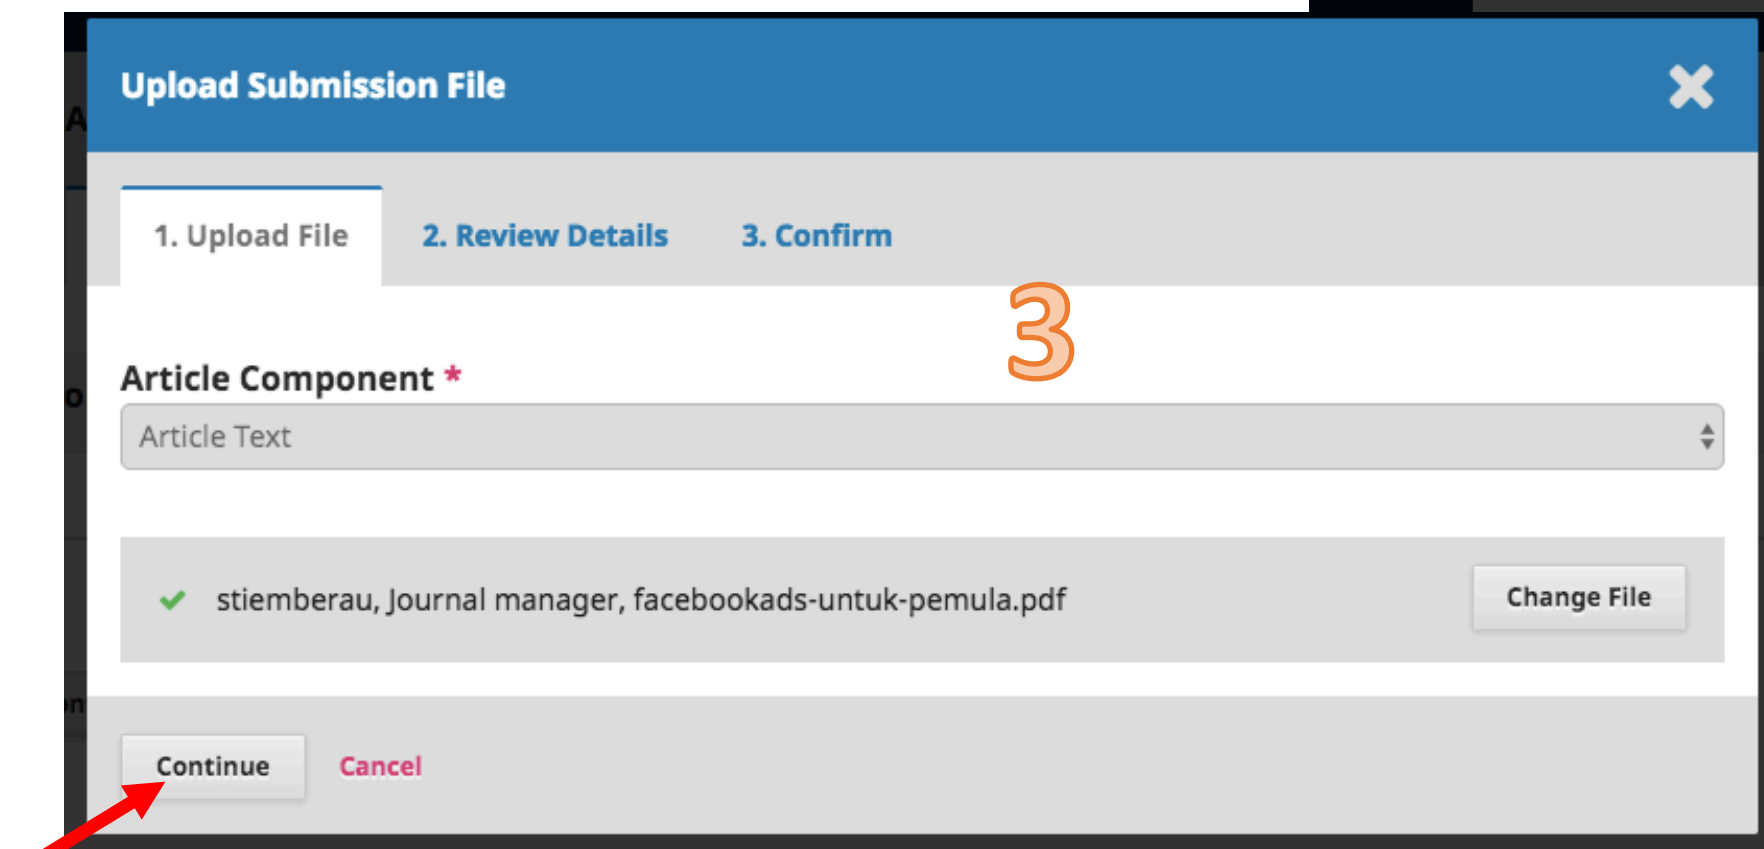 Upload Submission File
1. Upload File 2. Review Details 3. Confirm
3
Article Component *
Article Text
stiemberau, Journal manager, facebookads-untuk-pemula.pdf
Change File
Continue Cancel